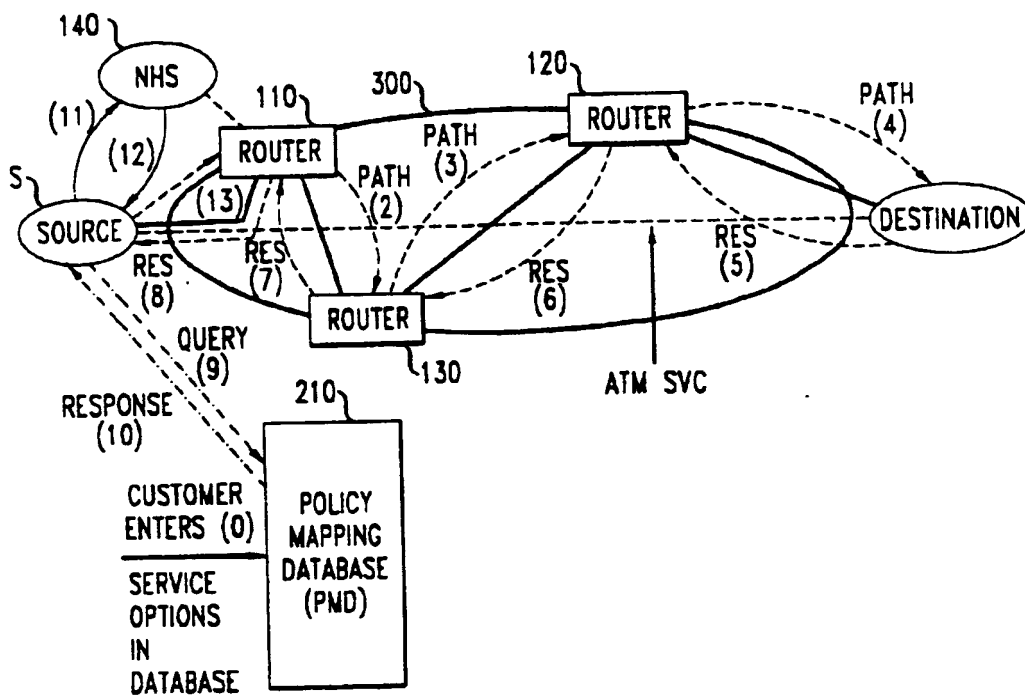 140
NHS
(11)
(12)
S
SOURCE
110
ROUTER
(13)
300
120
ROUTER
PATH
(2)
PATH
(3)
PATH
(4)
DESTINATION
RES
(5)
RES
(6)
RES
(7)
RES
(8)
ROUTER
130
ATM SVC
QUERY
(9)
RESPONSE
(10)
210
POLICY
MAPPING
DATABASE
(PMD)
CUSTOMER
ENTERS (0)
SERVICE
OPTIONS
IN
DATABASE